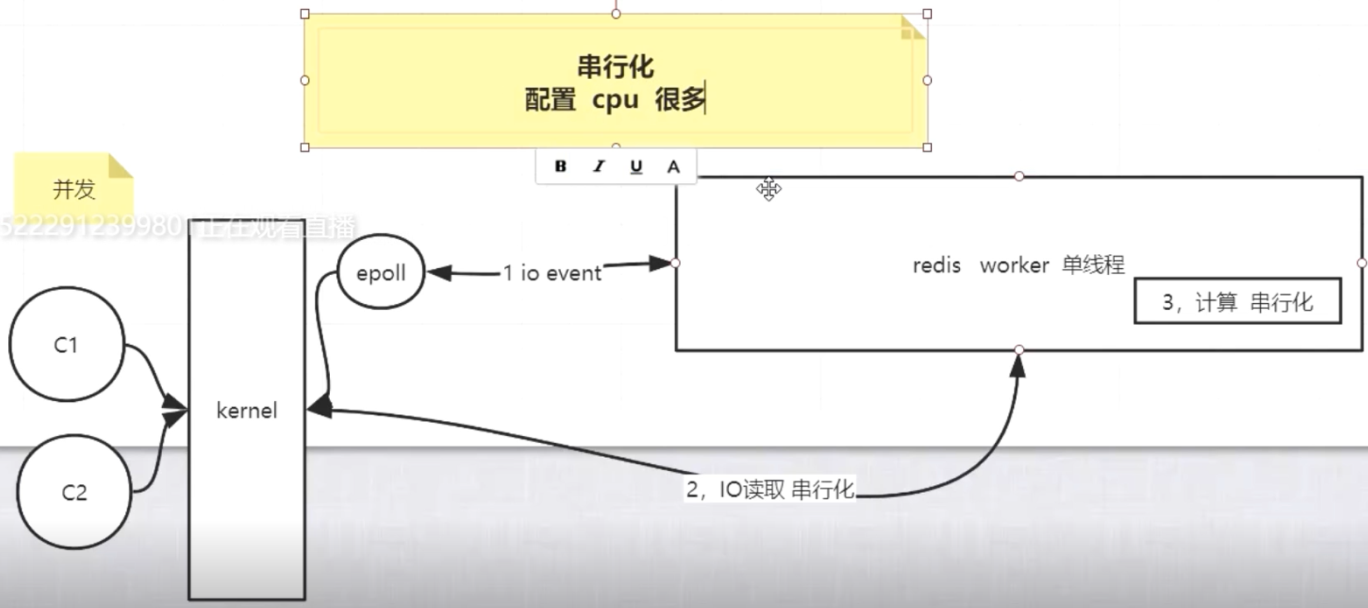 串行化
配置 cpu 很多
B I U A
并发
5222912399801 正在观看直播
epoll
1 io event
redis worker 单线程
3，计算 串行化
C1
kernel
C2
2，IO读取 串行化